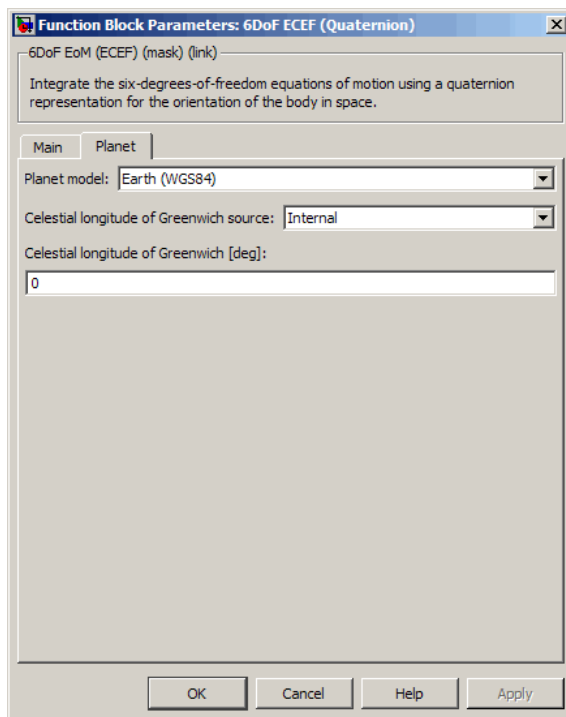 Function Block Parameters: 6DoF ECEF (Quaternion)
6DoF EoM (ECEF) (mask) (link)
Integrate the six-degrees-of-freedom equations of motion using a quaternion
representation for the orientation of the body in space.
Main Planet
Planet model: Earth (WGS84)
Celestial longitude of Greenwich source: Internal
Celestial longitude of Greenwich [deg]:
0
OK Cancel Help Apply